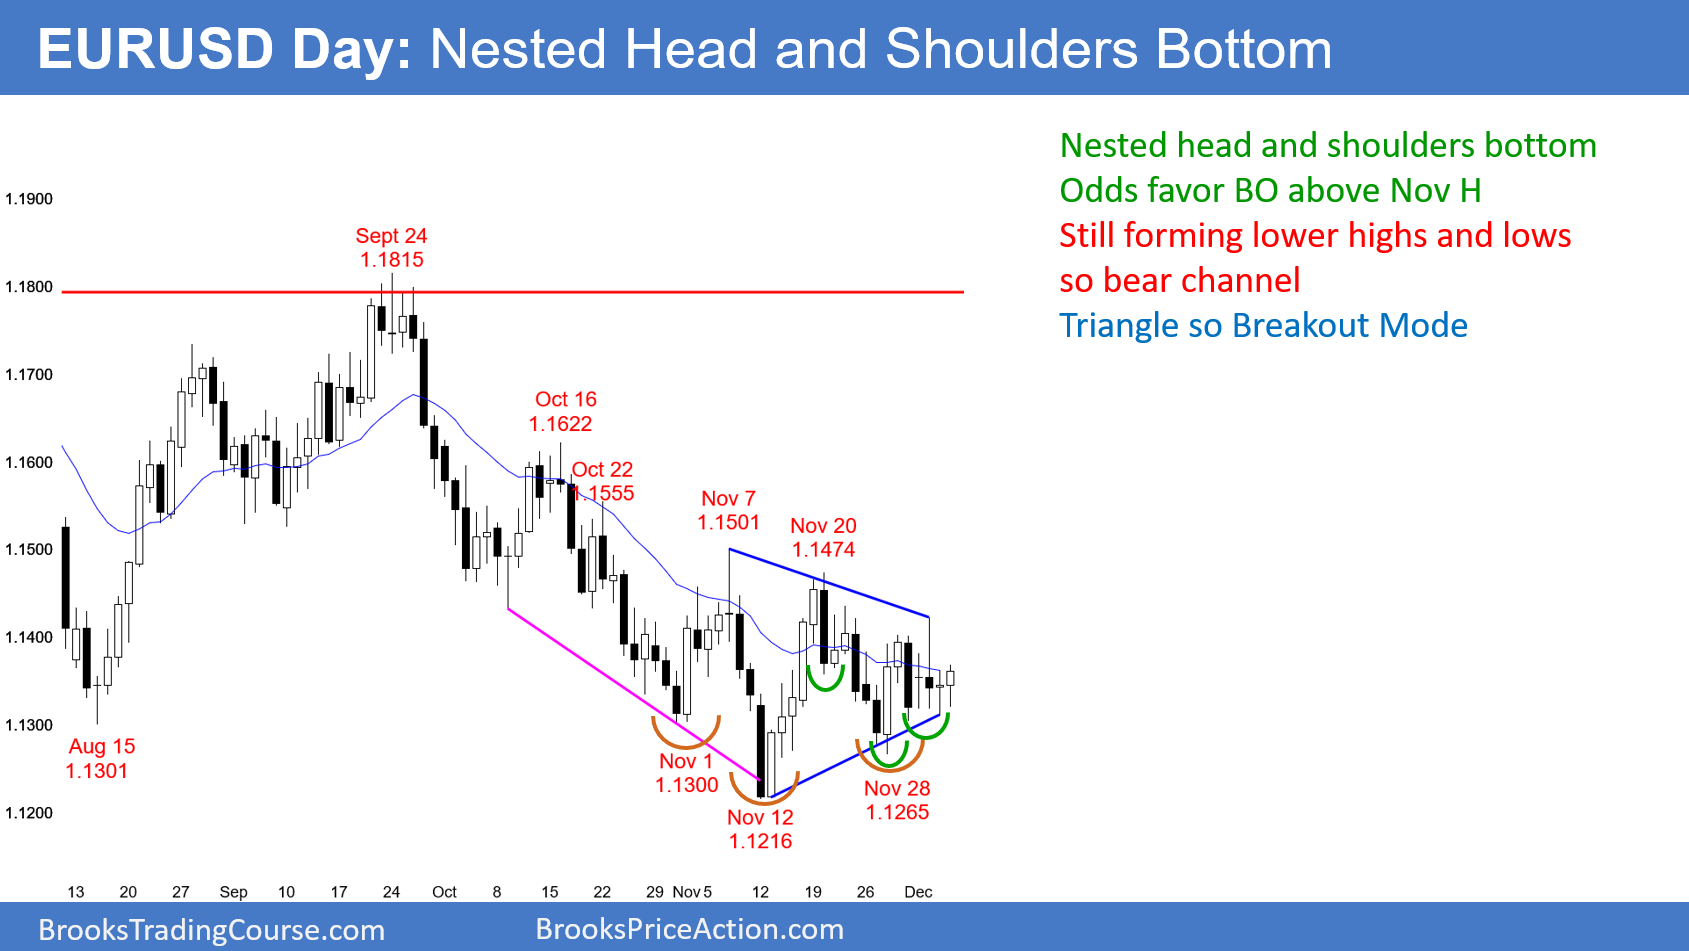 EURUSD Day: Nested Head and Shoulders Bottom
Nested head and shoulders bottom
Odds favor BO above Nov H
Still forming lower highs and lows
so bear channel
Triangle so Breakout Mode
1.1900
1.1800
1.1700
1.1600
1.1500
1.1400
1.1300
1.1200
Sept 24
1.1815
Oct 16
1.1622
Oct 22
1.1555
Nov 7
1.1501
Nov 20
1.1474
Aug 15
1.1301
Nov 1
1.1300
Nov 12
1.1216
Nov 28
1.1265
13 20 27 Sep 10 17 24 Oct 8 15 22 29 Nov 5 12 19 26 Dec
BrooksTradingCourse.com BrooksPriceAction.com